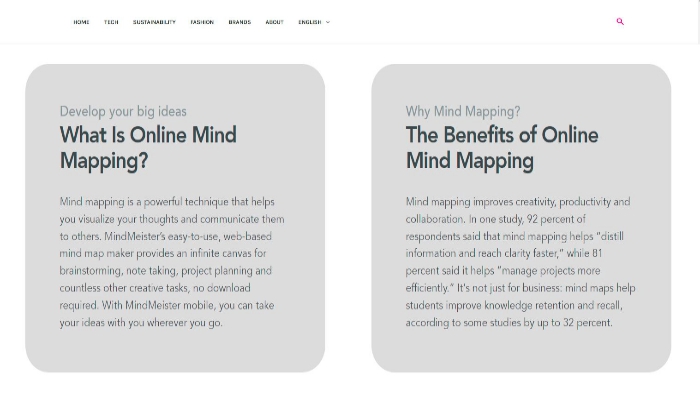 HOME TECH SUSTAINABILITY FASHION BRANDS ABOUT ENGLISH
Develop your big ideas
What Is Online Mind
Mapping?
Mind mapping is a powerful technique that helps
you visualize your thoughts and communicate them
to others. MindMeister's easy-to-use, web-based
mind map maker provides an infinite canvas for
brainstorming, note taking, project planning and
countless other creative tasks, no download
required. With MindMeister mobile, you can take
your ideas with you wherever you go.
Why Mind Mapping?
The Benefits of Online
Mind Mapping
Mind mapping improves creativity, productivity and
collaboration. In one study, 92 percent of
respondents said that mind mapping helps “distill
information and reach clarity faster,” while 81
percent said it helps “manage projects more
efficiently.” It's not just for business: mind maps help
students improve knowledge retention and recall,
according to some studies by up to 32 percent.